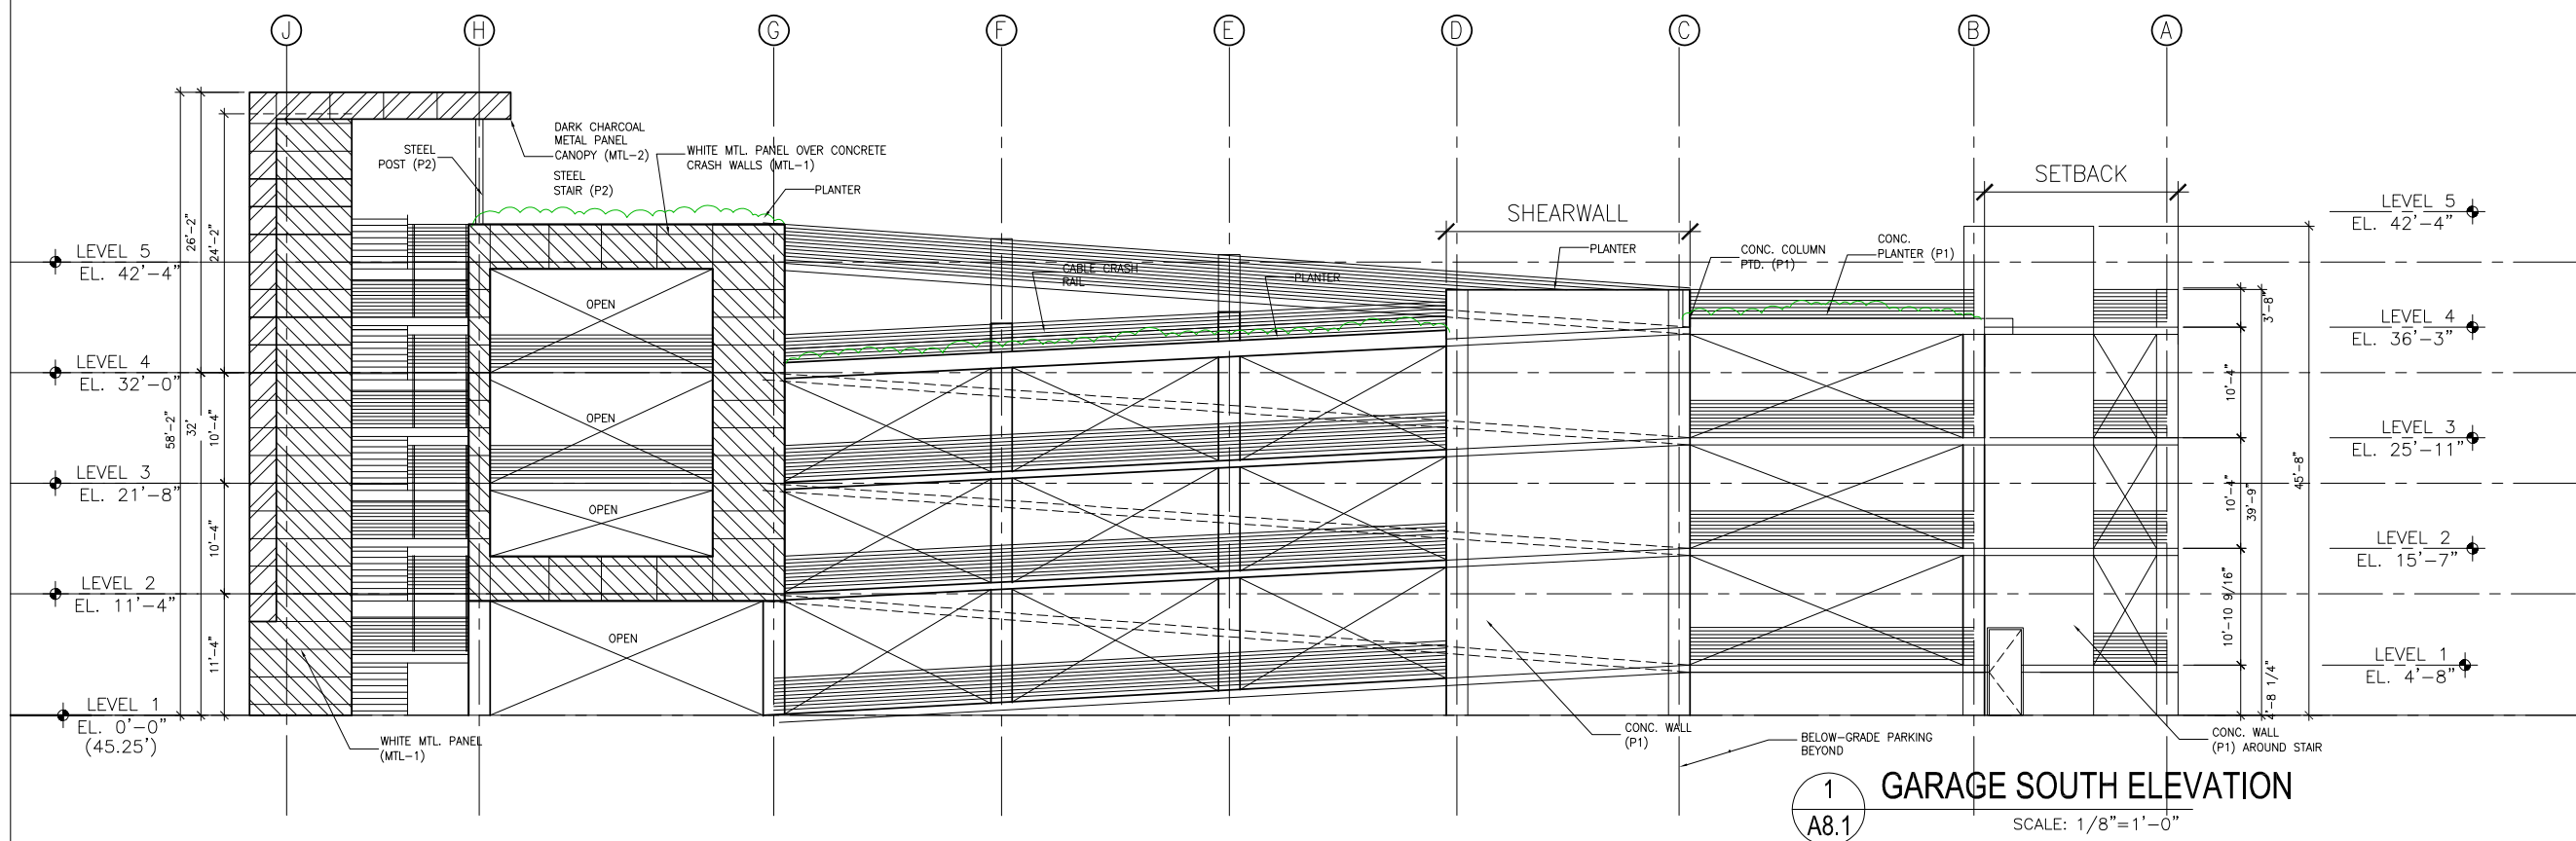 J
H
G
F
E
D
C
B
A
DARK CHARCOAL
METAL PANEL
CANOPY (MTL-2)
STEEL
POST (P2)
STEEL
STAIR (P2)
WHITE MTL. PANEL OVER CONCRETE
CRASH WALLS (MTL-1)
PLANTER
SHEARWALL
SETBACK
PLANTER
CONC. COLUMN
PTD. (P1)
CONC.
PLANTER (P1)
CABLE CRASH
RAIL
PLANTER
LEVEL 5
EL. 42'-4"
LEVEL 4
EL. 32'-0"
LEVEL 3
EL. 21'-8"
LEVEL 2
EL. 11'-4"
LEVEL 1
EL. 0'-0"
(45.25')
58'-2"
26'-2"
32'
24'-2"
10'-4"
10'-4"
11'-4"
OPEN
OPEN
OPEN
OPEN
LEVEL 5
EL. 42'-4"
LEVEL 4
EL. 36'-3"
LEVEL 3
EL. 25'-11"
LEVEL 2
EL. 15'-7"
LEVEL 1
EL. 4'-8"
3'-8"
10'-4"
10'-4"
10'-10 9/16"
4'-8 1/4"
39'-9"
45'-8"
WHITE MTL. PANEL
(MTL-1)
CONC. WALL
(P1)
BELOW-GRADE PARKING
BEYOND
CONC. WALL
(P1) AROUND STAIR
1
A8.1
GARAGE SOUTH ELEVATION
SCALE: 1/8"=1'-0"